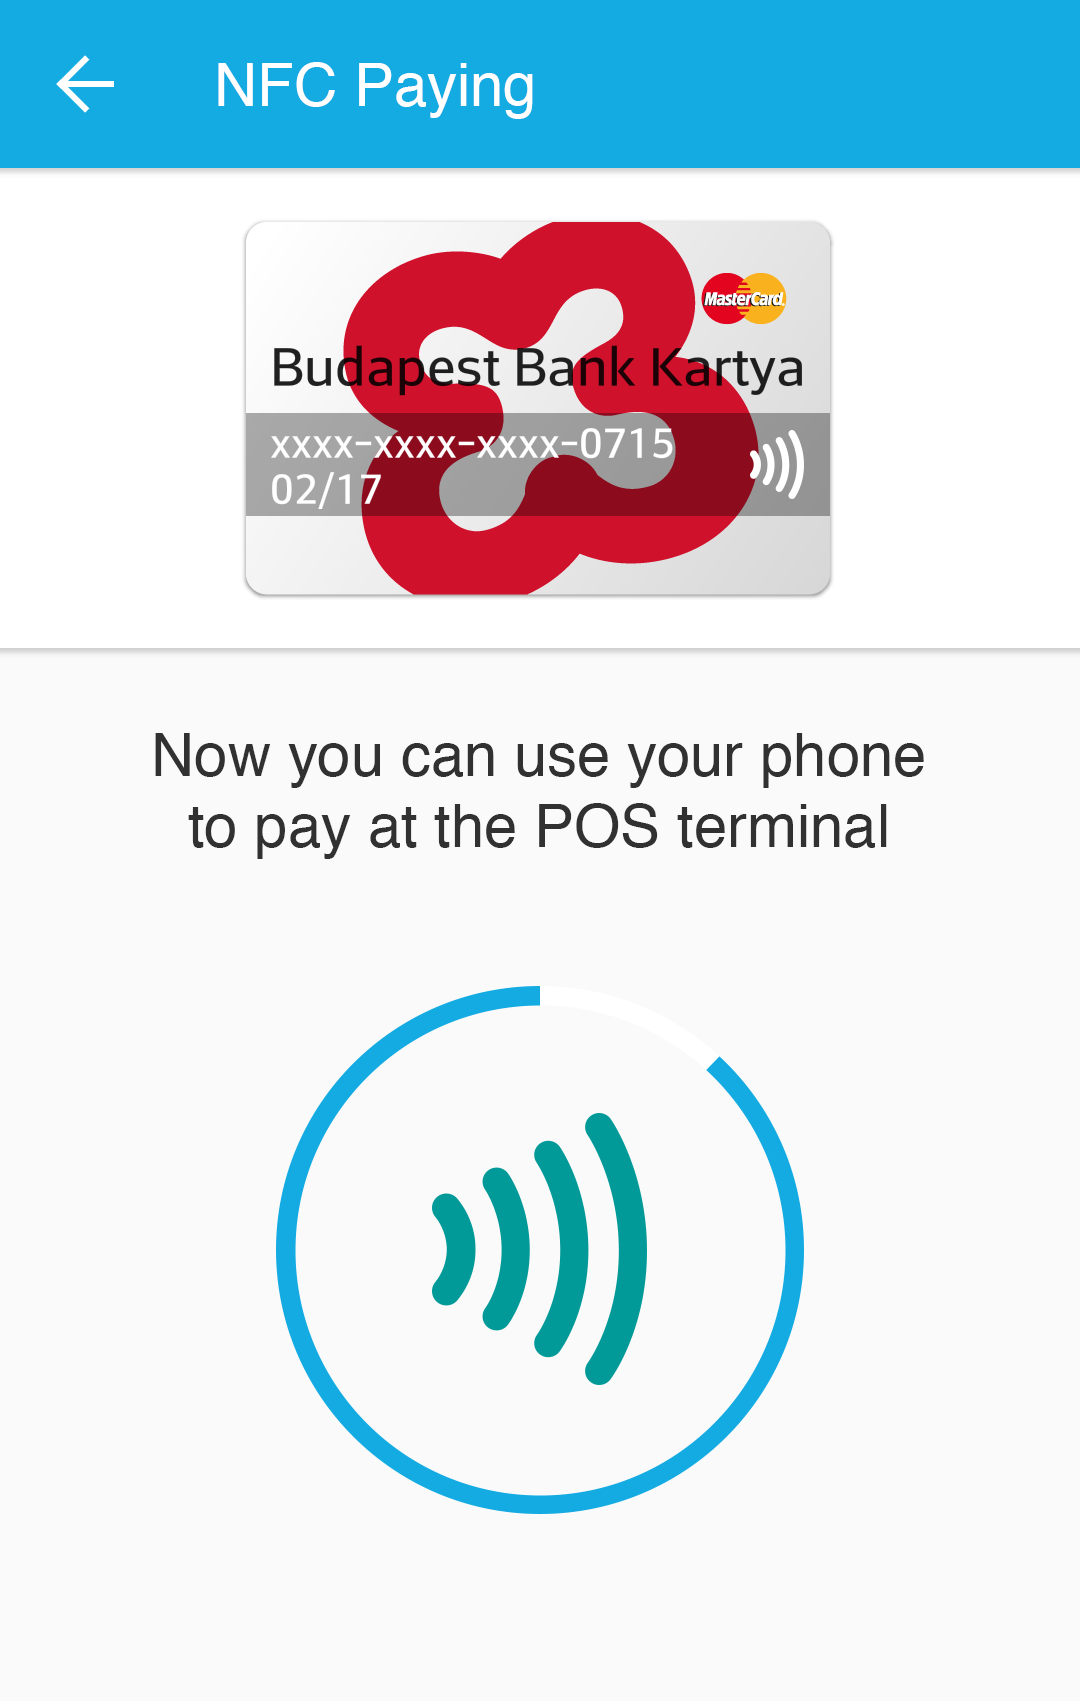 NFC Paying
MasterCard
Budapest Bank Kartya
xxxx-xxxx-xxxx-0715
02/17
Now you can use your phone
to pay at the POS terminal